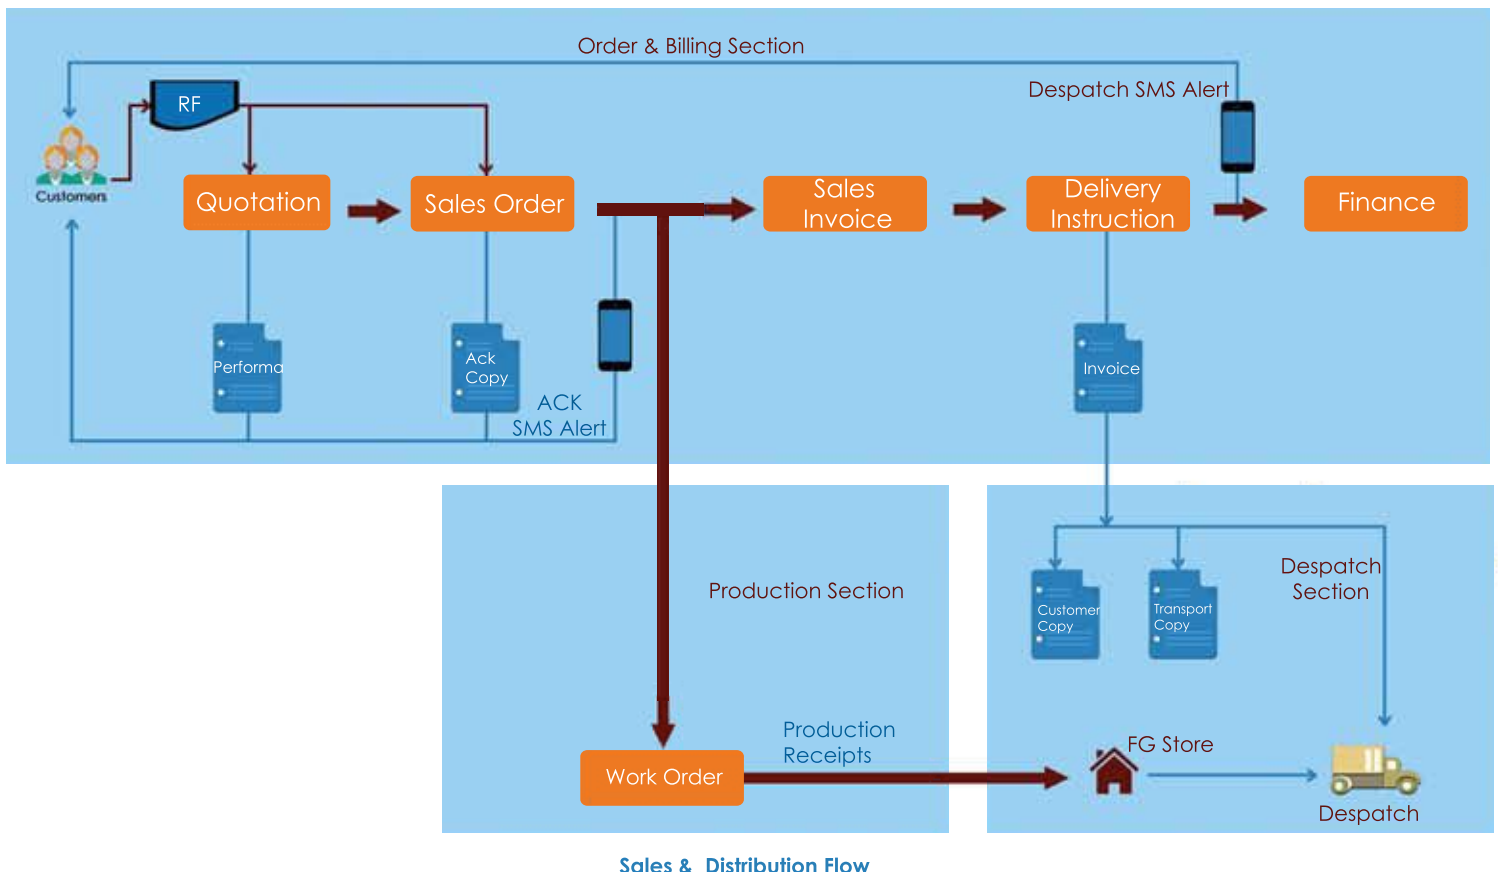 Order & Billing Section
Despatch SMS Alert
RF
Customers
Quotation
Sales Order
Sales
Invoice
Delivery
Instruction
Finance
Performa
Ack
Copy
Invoice
ACK
SMS Alert
Production Section
Despatch
Section
Customer
Copy
Transport
Copy
Production
Receipts
FG Store
Work Order
Despatch
Sales & Distribution Flow